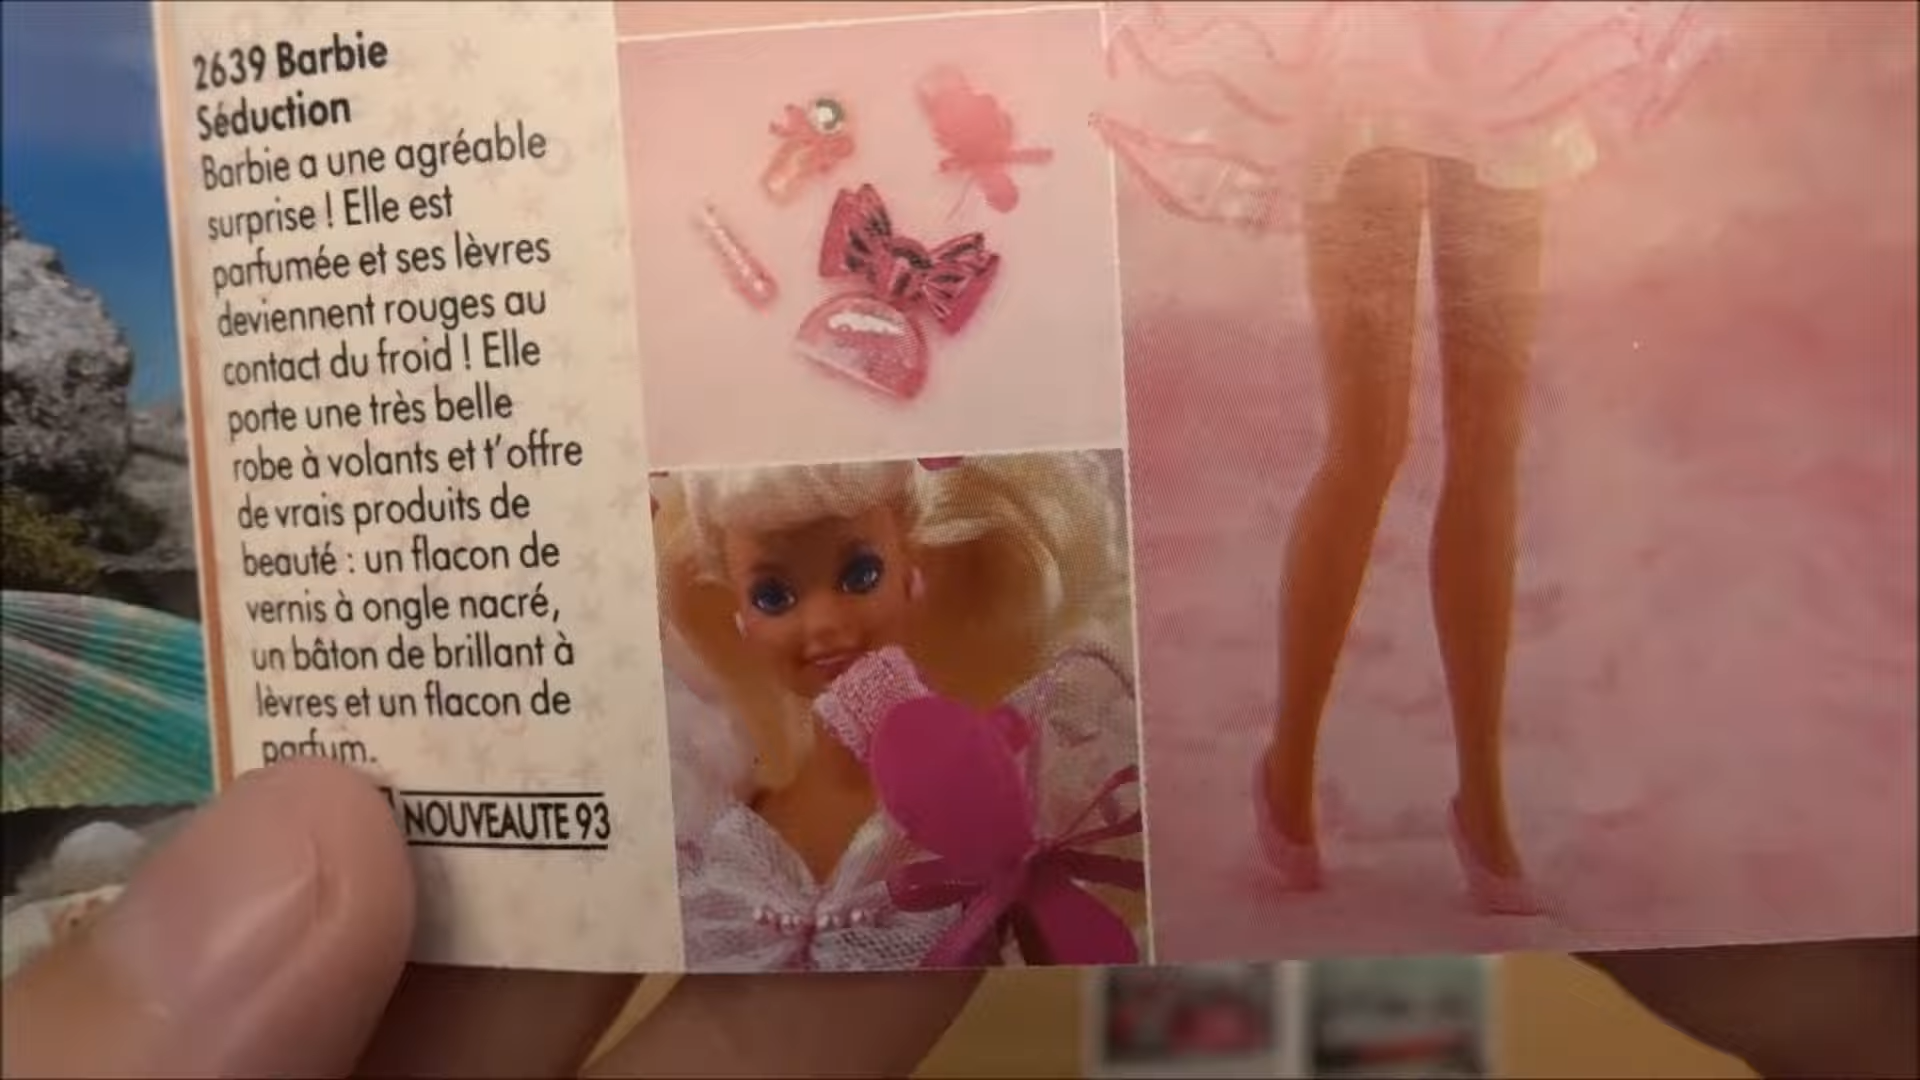 2639 Barbie
Séduction
Barbie a une agréable
surprise ! Elle est
parfumée et ses lèvres
deviennent rouges au
contact du froid ! Elle
porte une très belle
robe à volants et t'offre
de vrais produits de
beauté : un flacon de
vernis à ongle nacré,
un bâton de brillant à
lèvres et un flacon de
parfum.
NOUVEAUTE 93